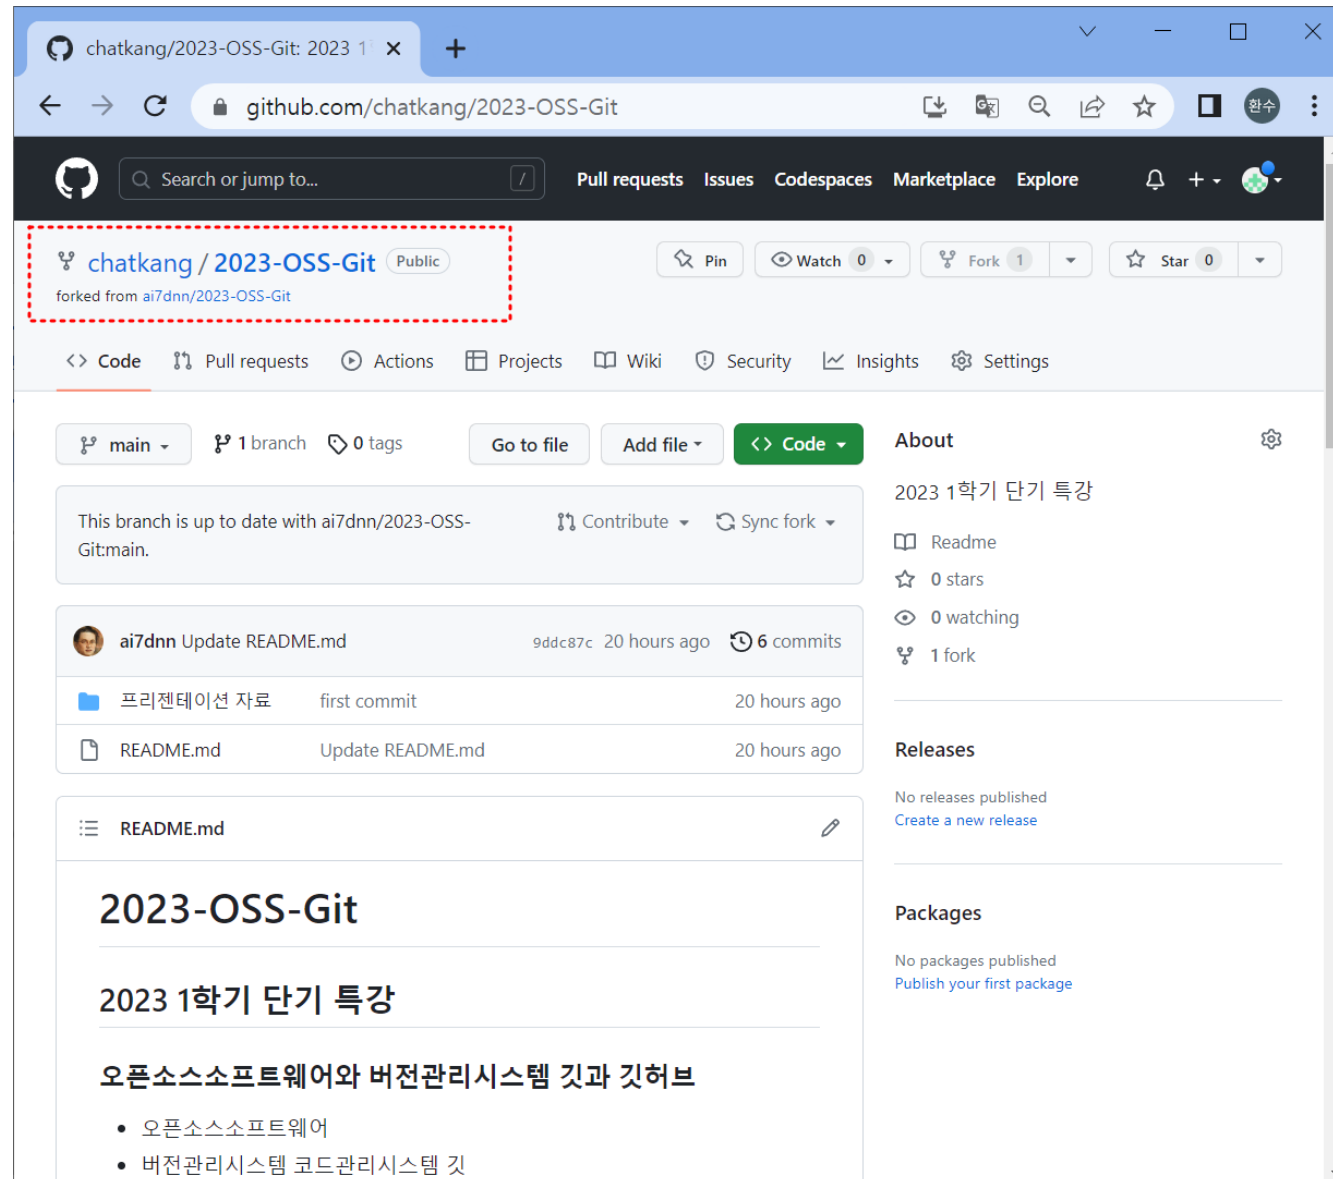 chatkang/2023-OSS-Git: 2023 1
github.com/chatkang/2023-OSS-Git
환수
Search or jump to...
/
Pull requests Issues Codespaces Marketplace Explore
chatkang / 2023-OSS-Git Public
Pin
Watch 0
Fork 1
Star 0
forked from ai7dnn/2023-OSS-Git
Code Pull requests Actions Projects Wiki Security Insights Settings
main 1 branch 0 tags Go to file Add file Code
This branch is up to date with ai7dnn/2023-OSS-
Git:main.
Contribute Sync fork
ai7dnn Update README.md 9ddc87c 20 hours ago 6 commits
프리젠테이션 자료 first commit 20 hours ago
README.md Update README.md 20 hours ago
README.md
2023-OSS-Git
2023 1학기 단기 특강
오픈소스소프트웨어와 버전관리시스템 깃과 깃허브
오픈소스소프트웨어
버전관리시스템 코드관리시스템 깃
About
2023 1학기 단기 특강
Readme
0 stars
0 watching
1 fork
Releases
No releases published
Create a new release
Packages
No packages published
Publish your first package